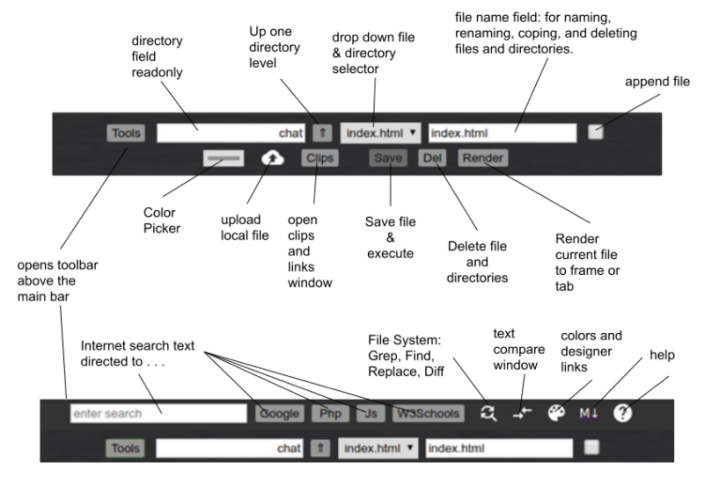 directory
field
readonly
Up one
directory
level
drop down file
& directory
selector
file name field: for naming,
renaming, coping, and deleting
files and directories.
append file
Tools
chat
⇑
index.html ▼
index.html
Clips
Save
Del
Render
Color
Picker
upload
local file
open
clips
and
links
window
Save file
&
execute
Delete file
and
directories
Render
current file
to frame or
tab
opens toolbar
above the
main bar
Internet search text
directed to . . .
File System:
Grep, Find,
Replace, Diff
text
compare
window
colors and
designer
links
help
enter search
Google
Php
Js
W3Schools
M↓
?
Tools
chat
⇑
index.html ▼
index.html